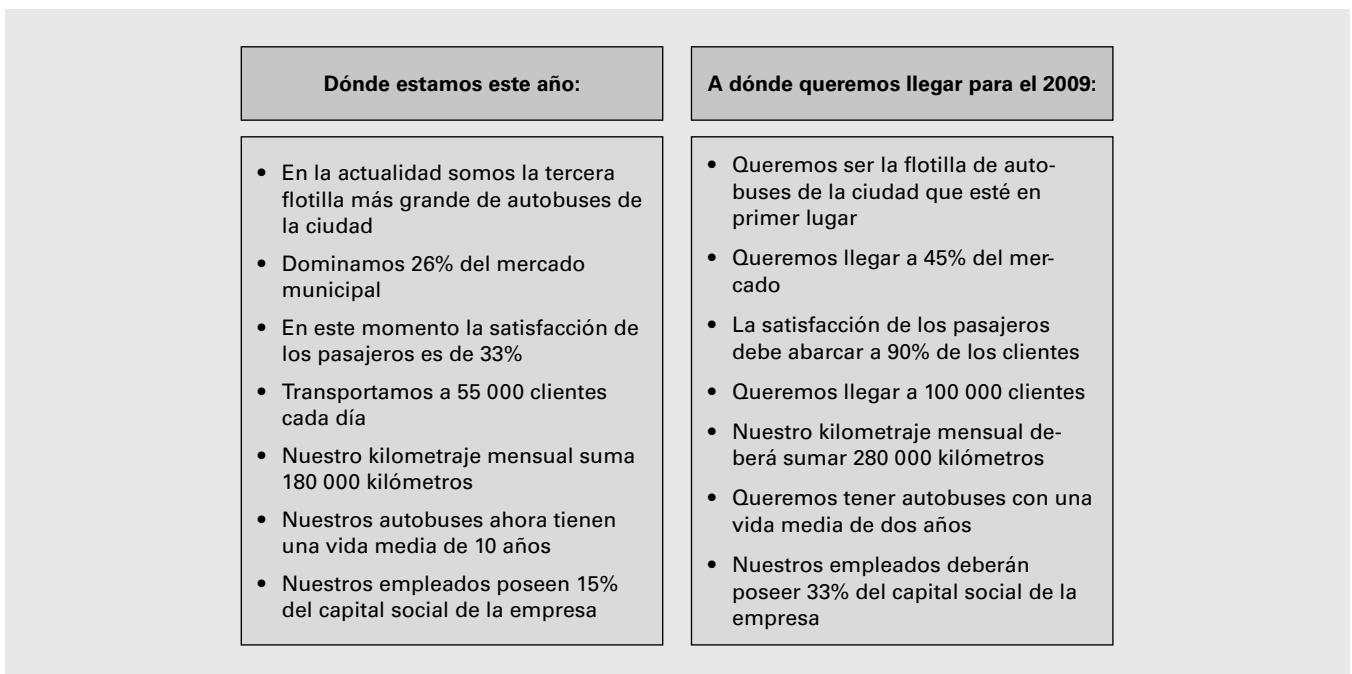 Dónde estamos este año:
• En la actualidad somos la tercera
flotilla más grande de autobuses de
la ciudad
• Dominamos 26% del mercado
municipal
• En este momento la satisfacción de
los pasajeros es de 33%
• Transportamos a 55 000 clientes
cada día
• Nuestro kilometraje mensual suma
180 000 kilómetros
• Nuestros autobuses ahora tienen
una vida media de 10 años
• Nuestros empleados poseen 15%
del capital social de la empresa
A dónde queremos llegar para el 2009:
• Queremos ser la flotilla de auto-
buses de la ciudad que esté en
primer lugar
• Queremos llegar a 45% del mer-
cado
• La satisfacción de los pasajeros
debe abarcar a 90% de los clientes
• Queremos llegar a 100 000 clientes
• Nuestro kilometraje mensual de-
berá sumar 280 000 kilómetros
• Queremos tener autobuses con una
vida media de dos años
• Nuestros empleados deberán
poseer 33% del capital social de la
empresa